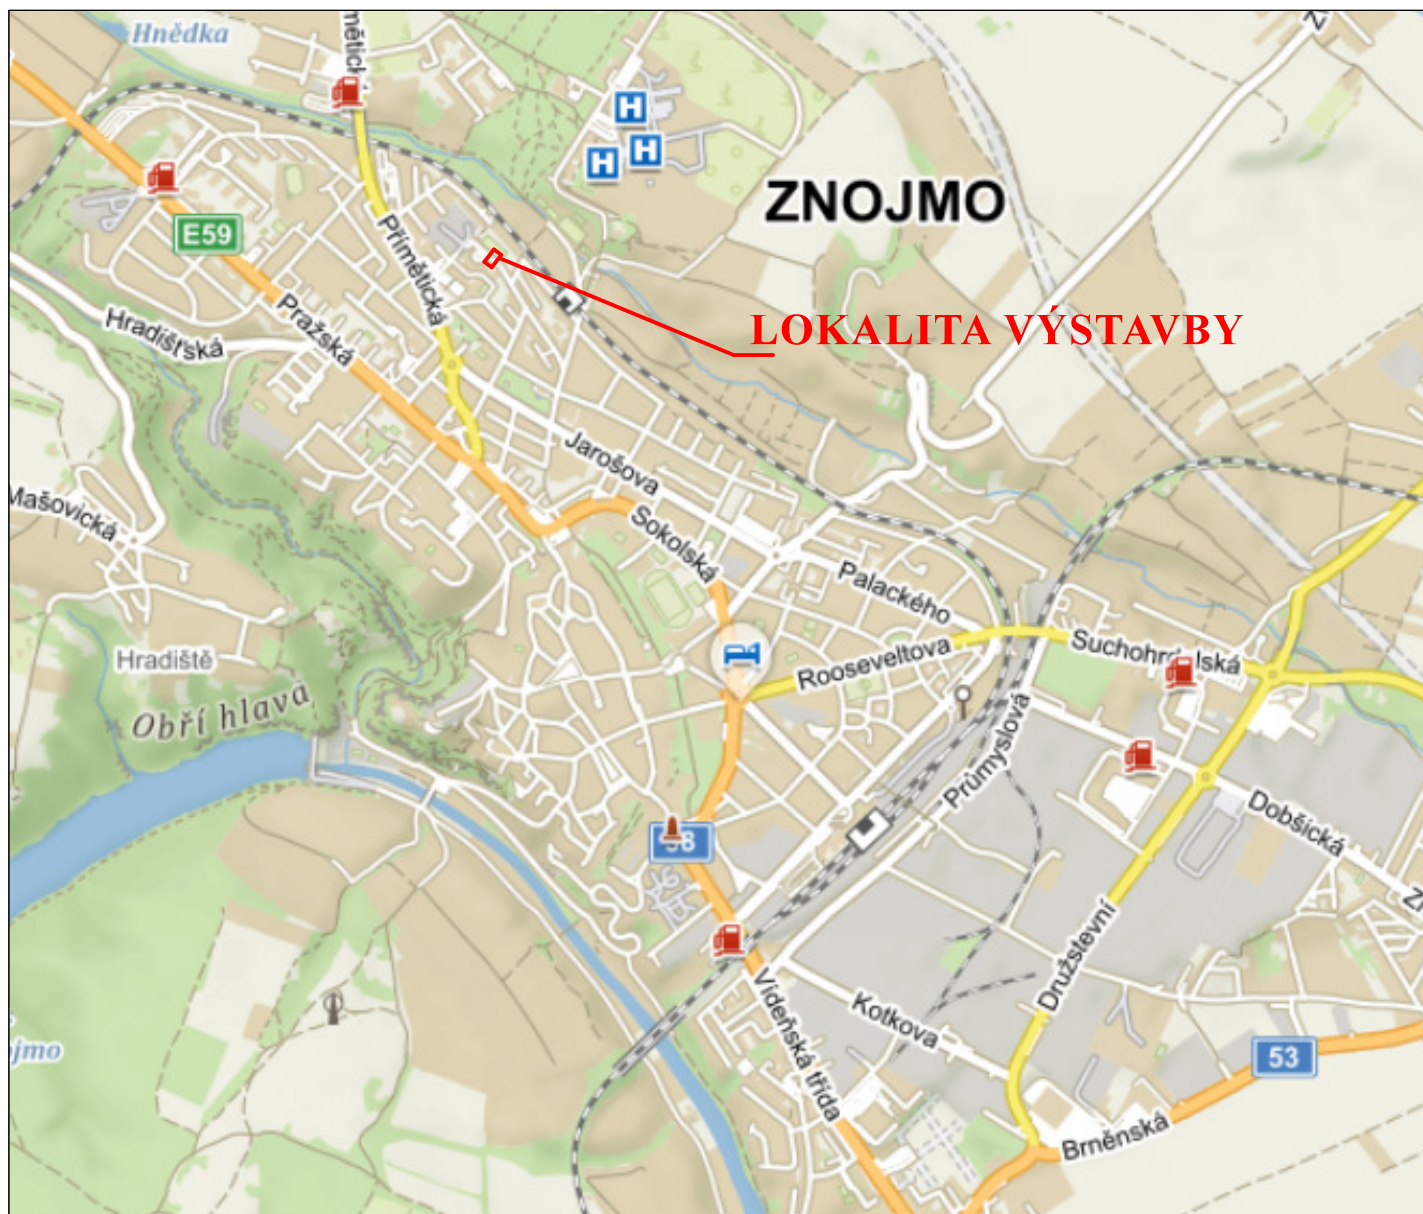 Hnědka
H
H
H
ZNOJMO
E59
Přímětická
LOKALITA VÝSTAVBY
Hradišťská
Pražská
Jarošova
Mašovická
Sokolská
Palackého
Suchohrdelská
Rooseveltova
Hradiště
Obří hlava
Průmyslová
Dobšická
Družstevní
Vídeňská třída
Kotkova
53
Brněnská